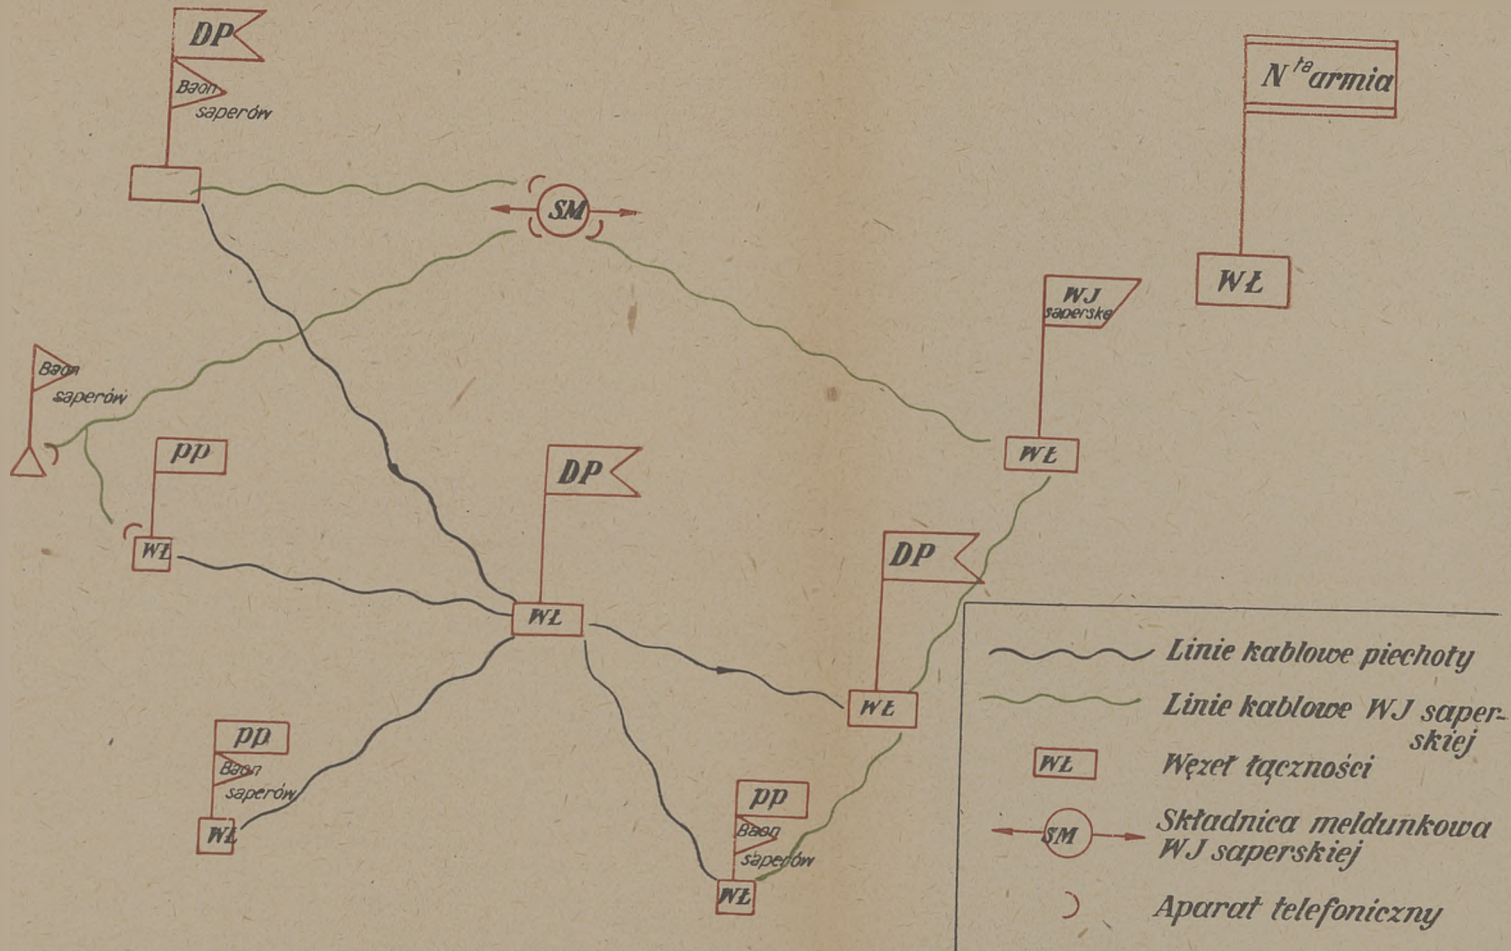 DP
Baon
saperów
N ta armia
SM
WŁ
WJ
saperska
Baon
saperów
pp
DP
WŁ
WŁ
DP
WŁ
WŁ
pp
Baon
saperów
WŁ
pp
Baon
saperów
WŁ
Linie kablowe piechoty
Linie kablowe WJ saper-
skiej
WŁ Węzeł łączności
SM Składnica meldunkowa
WJ saperskiej
Aparat telefoniczny